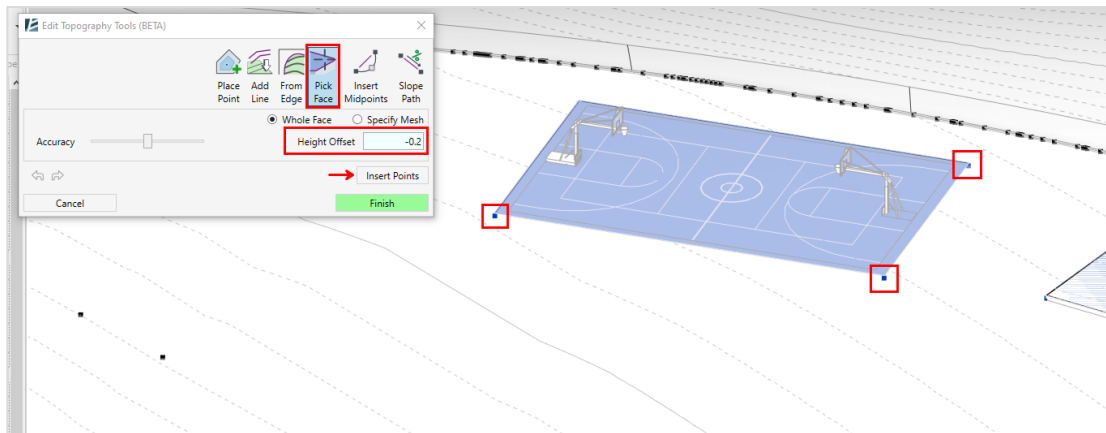 Edit Topography Tools (BETA)
Place Point
Add Line
From Edge
Pick Face
Insert Midpoints
Slope Path
Whole Face
Specify Mesh
Accuracy
Height Offset
-0.2
Insert Points
Cancel
Finish